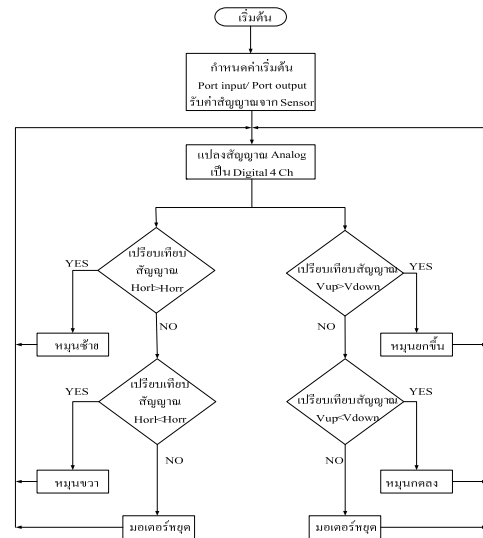 เริ่มต้น
กำหนดค่าเริ่มต้น
Port input/ Port output
รับค่าสัญญาณจาก Sensor
แปลงสัญญาณ Analog
เป็น Digital 4 Ch
เปรียบเทียบ
สัญญาณ
Horl>Horr
YES
NO
หมุนซ้าย
เปรียบเทียบ
สัญญาณ
Horl<Horr
YES
NO
หมุนขวา
มอเตอร์หยุด
เปรียบเทียบสัญญาณ
Vup>Vdown
YES
NO
หมุนยกขึ้น
เปรียบเทียบสัญญาณ
Vup<Vdown
YES
NO
หมุนกดลง
มอเตอร์หยุด